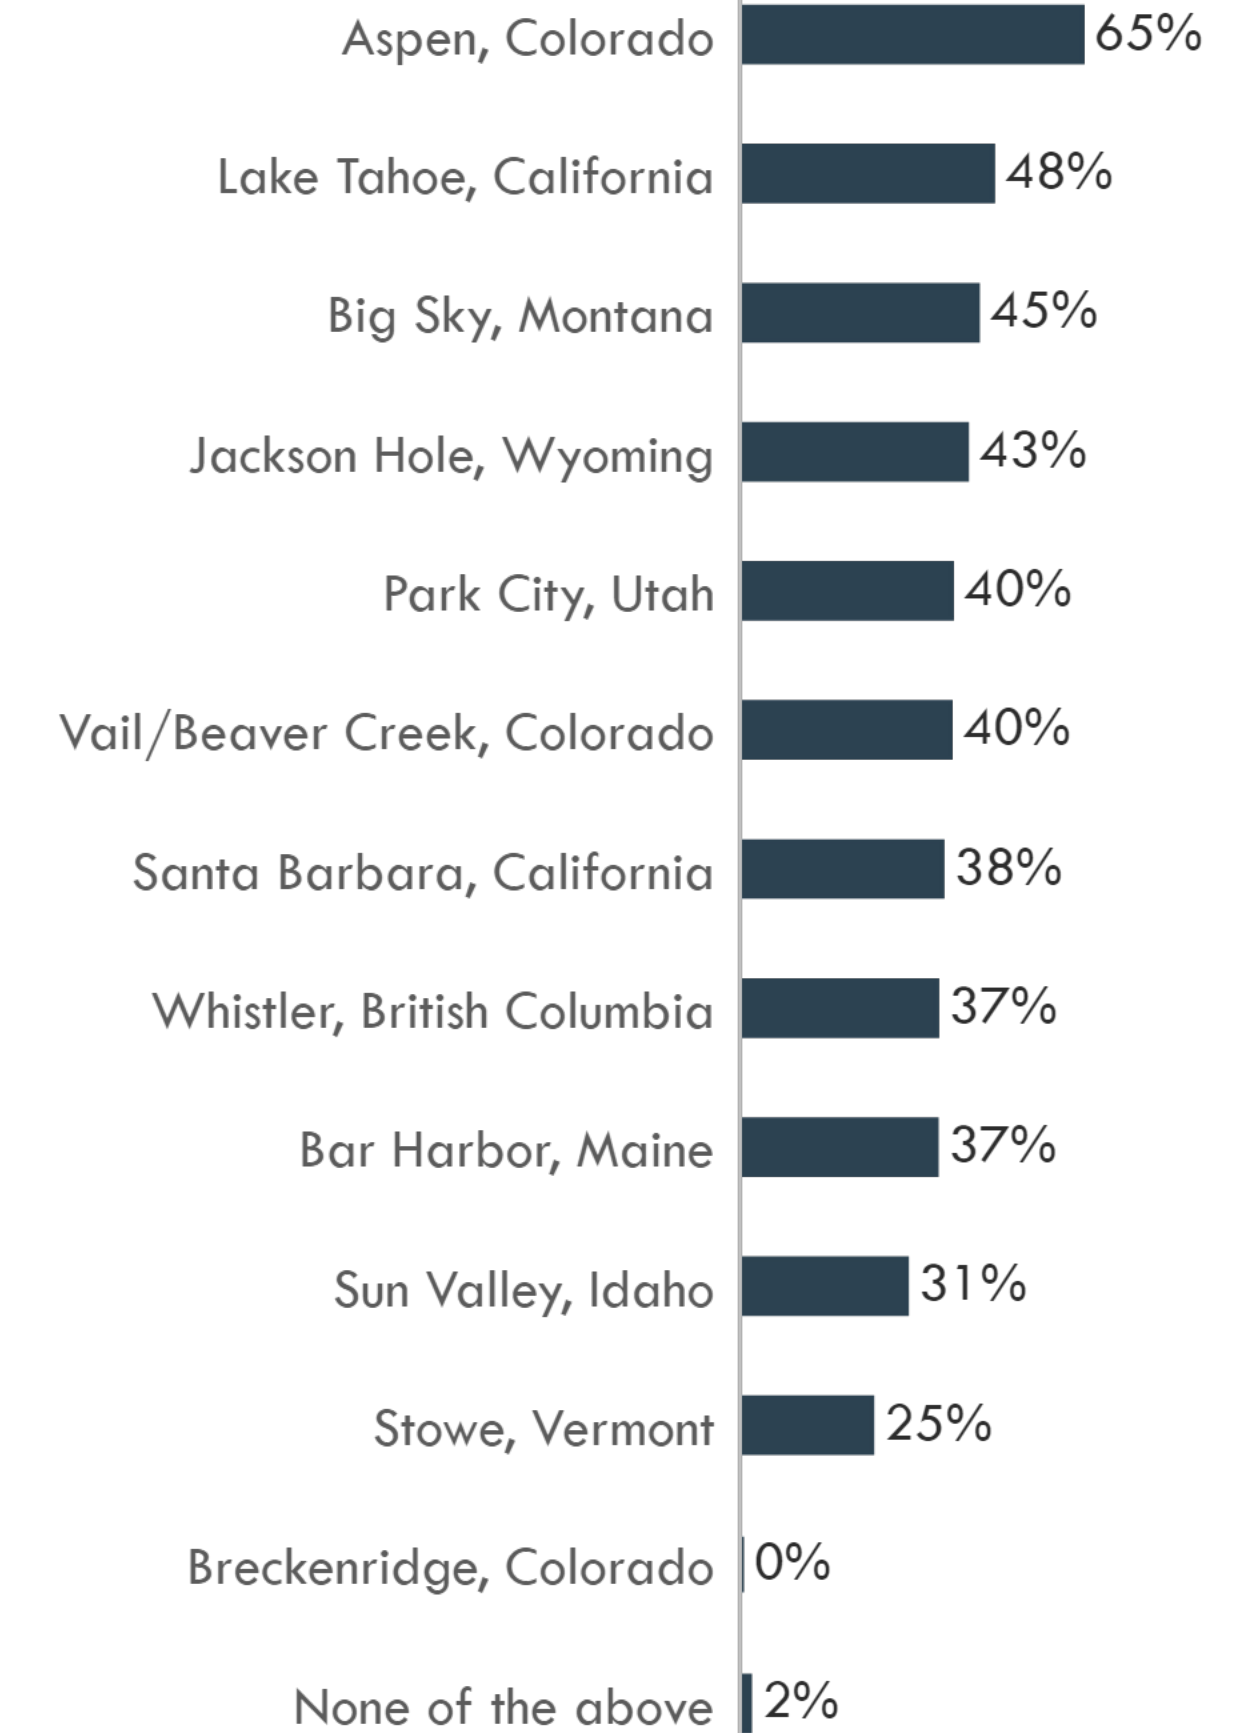 Aspen, Colorado 65%
Lake Tahoe, California 48%
Big Sky, Montana 45%
Jackson Hole, Wyoming 43%
Park City, Utah 40%
Vail/Beaver Creek, Colorado 40%
Santa Barbara, California 38%
Whistler, British Columbia 37%
Bar Harbor, Maine 37%
Sun Valley, Idaho 31%
Stowe, Vermont 25%
Breckenridge, Colorado 0%
None of the above 2%